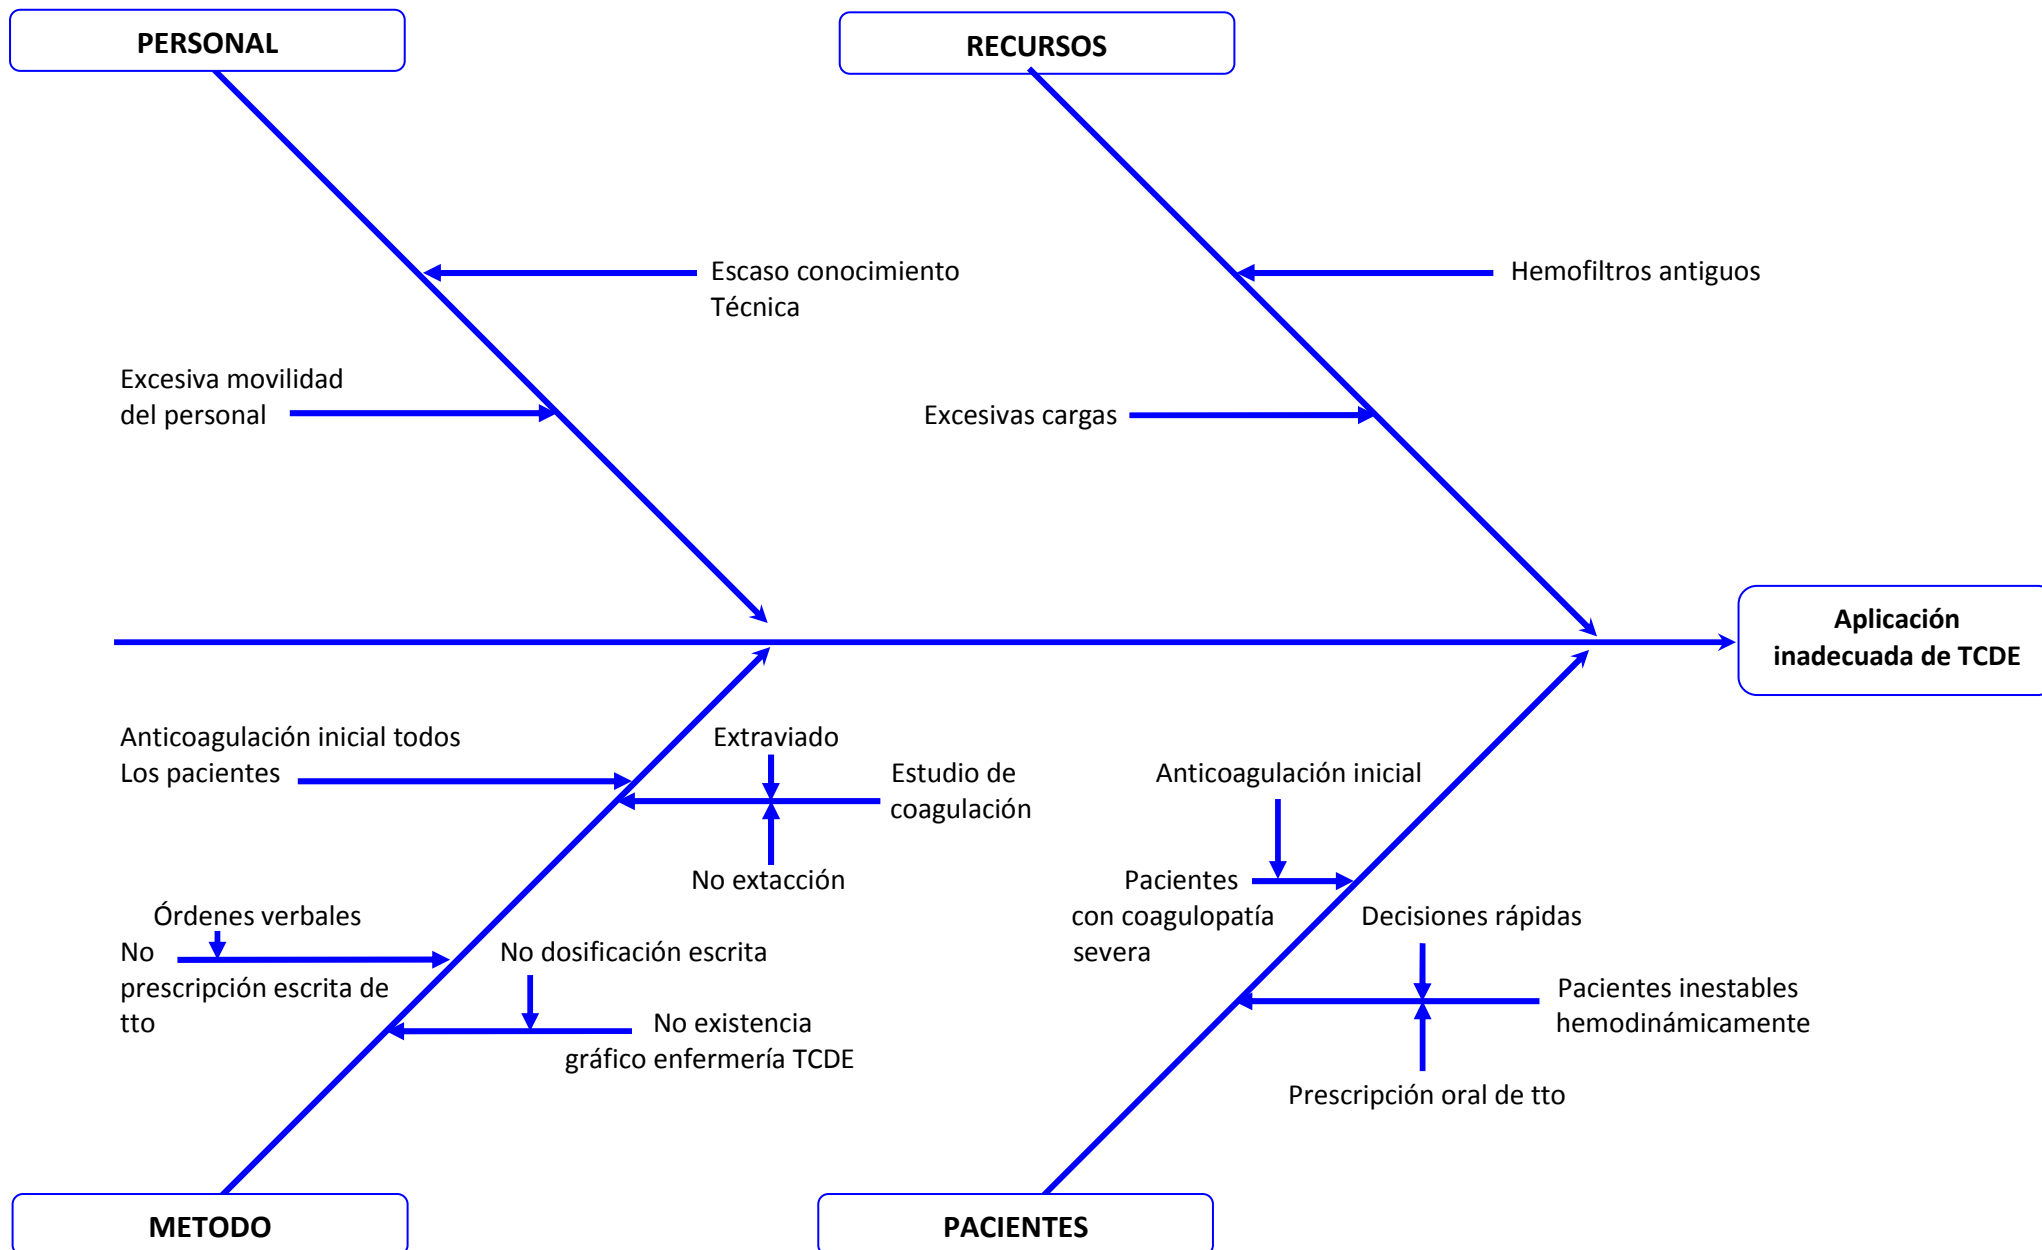 PERSONAL
RECURSOS
Escaso conocimiento
Técnica
Hemofiltros antiguos
Excesiva movilidad
del personal
Excesivas cargas
Aplicación
inadecuada de TCDE
Anticoagulación inicial todos
Los pacientes
Extraviado
Estudio de
coagulación
No extacción
Anticoagulación inicial
Pacientes
con coagulopatía
severa
Órdenes verbales
No
prescripción escrita de
tto
No dosificación escrita
No existencia
gráfico enfermería TCDE
Decisiones rápidas
Pacientes inestables
hemodinámicamente
Prescripción oral de tto
METODO
PACIENTES